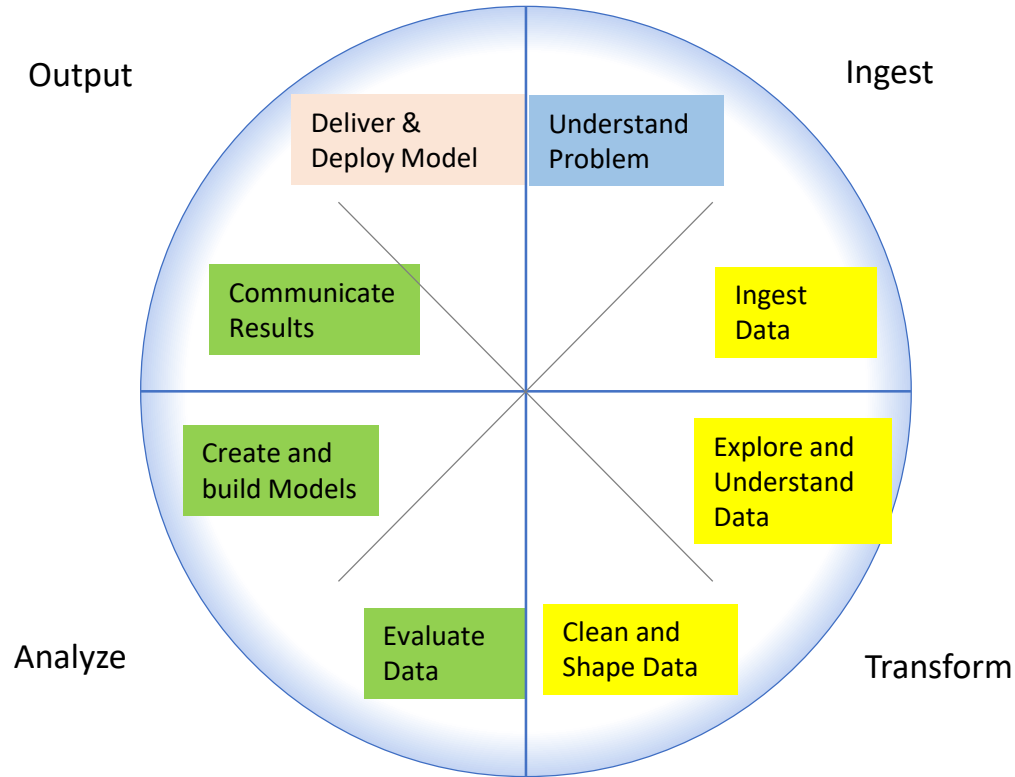 Output
Ingest
Deliver &
Deploy Model
Understand
Problem
Communicate
Results
Ingest
Data
Create and
build Models
Explore and
Understand
Data
Evaluate
Data
Clean and
Shape Data
Analyze
Transform